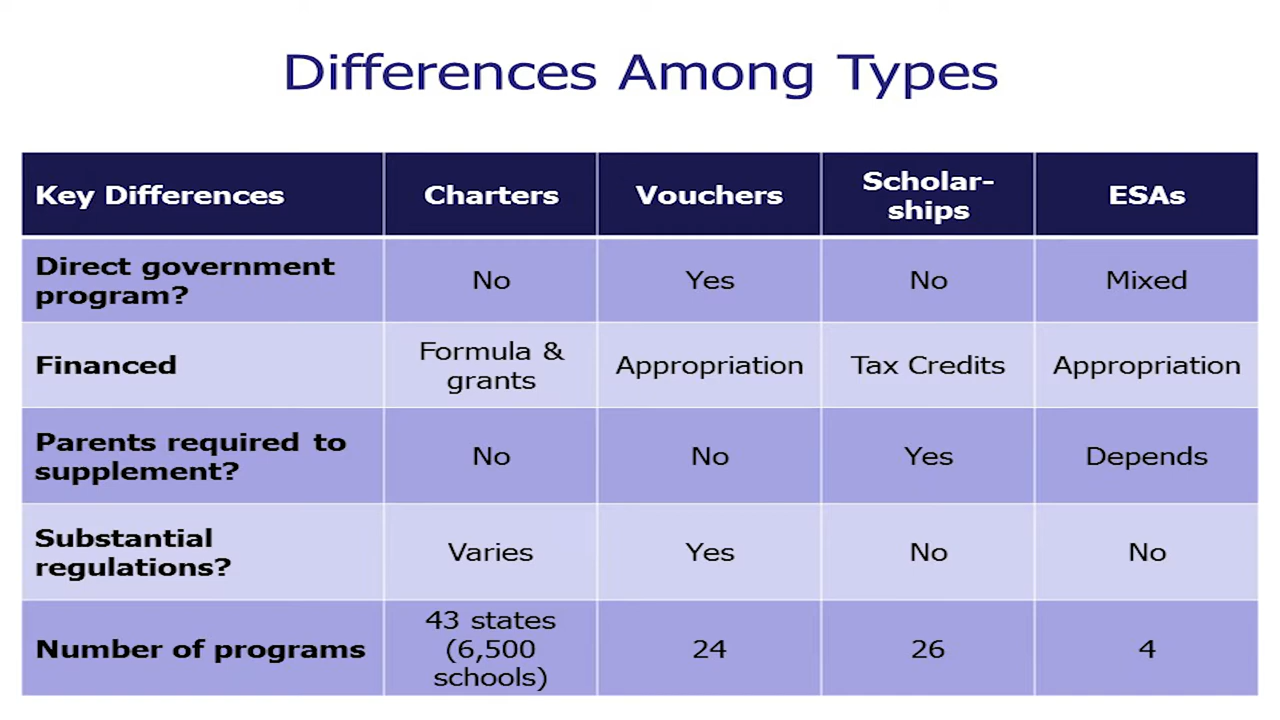 Differences Among Types
Key Differences
Charters
Vouchers
Scholar-
ships
ESAs
Direct government
program?
No
Yes
No
Mixed
Financed
Formula &
grants
Appropriation
Tax Credits
Appropriation
Parents required to
supplement?
No
No
Yes
Depends
Substantial
regulations?
Varies
Yes
No
No
Number of programs
43 states
(6,500
schools)
24
26
4